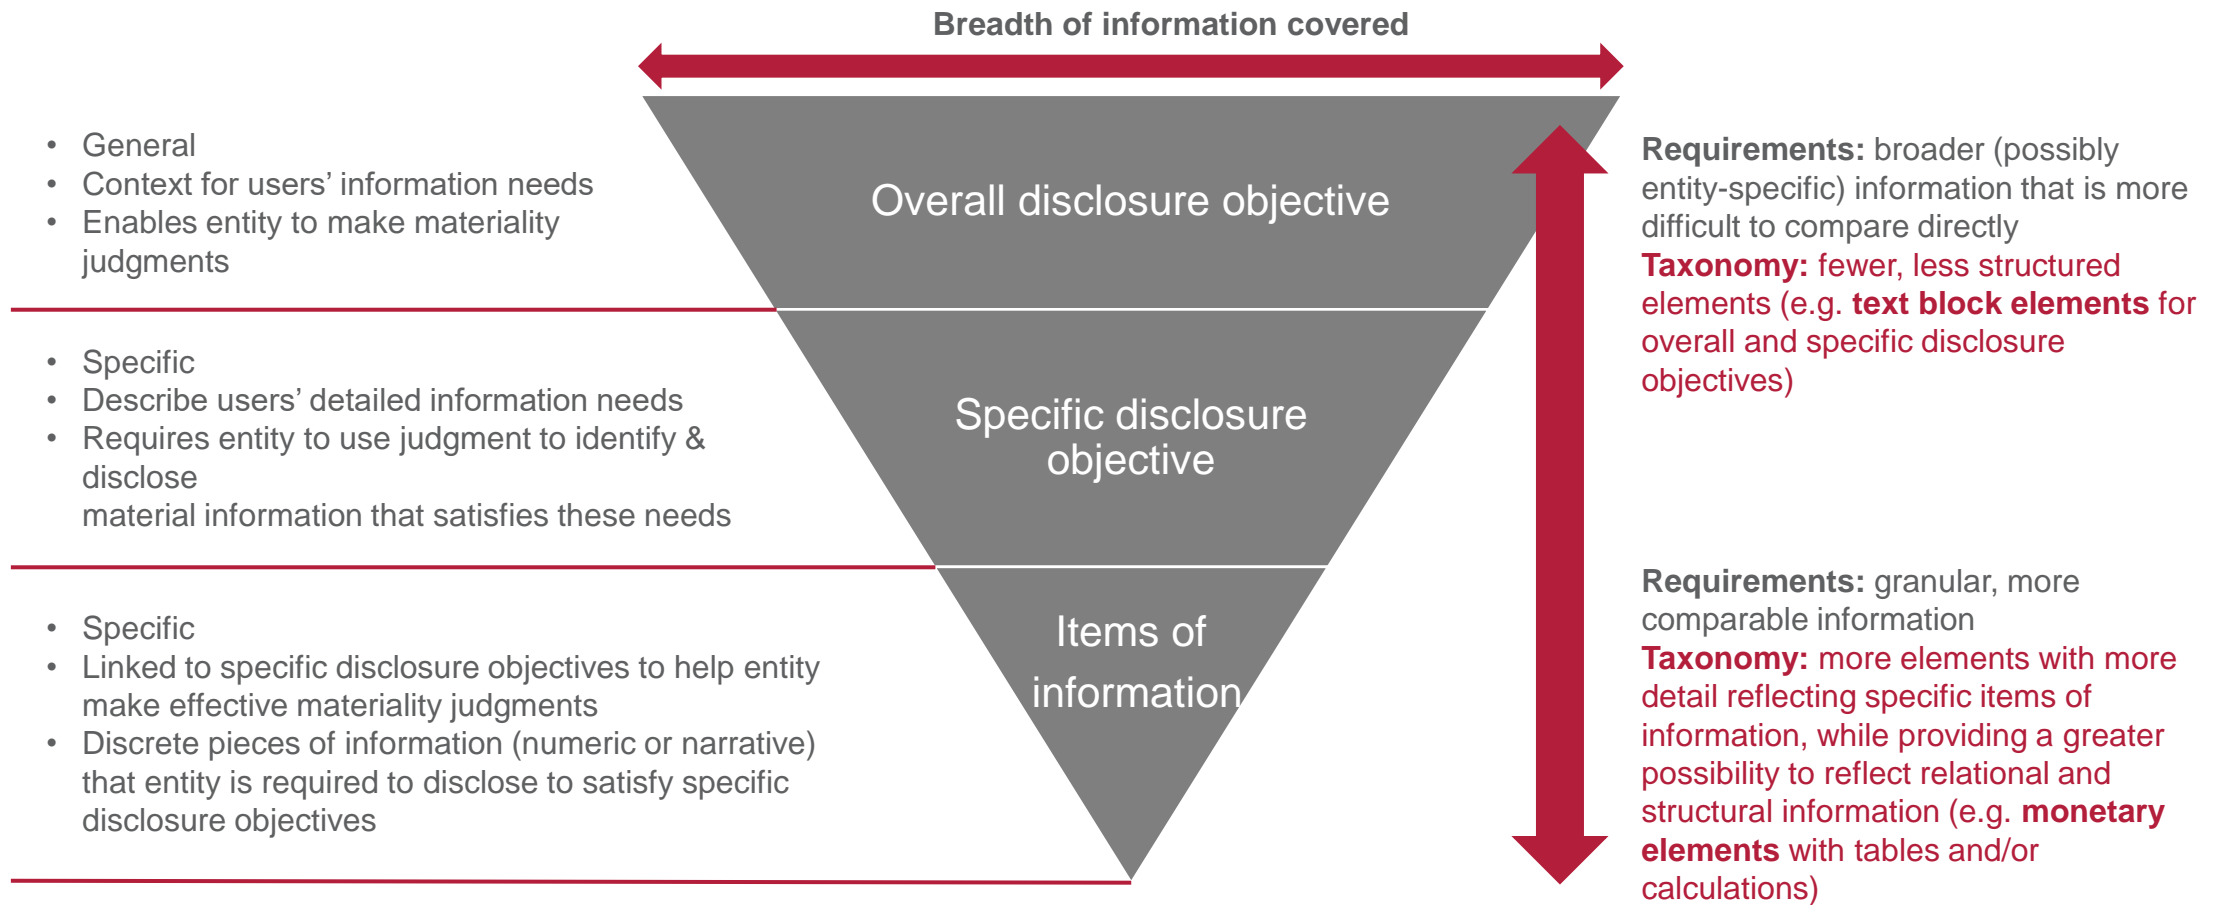 Breadth of information covered
• General
• Context for users’ information needs
• Enables entity to make materiality
judgments
Overall disclosure objective
Requirements: broader (possibly
entity-specific) information that is more
difficult to compare directly
Taxonomy: fewer, less structured
elements (e.g. text block elements for
overall and specific disclosure
objectives)
• Specific
• Describe users’ detailed information needs
• Requires entity to use judgment to identify &
disclose
material information that satisfies these needs
Specific disclosure
objective
• Specific
• Linked to specific disclosure objectives to help entity
make effective materiality judgments
• Discrete pieces of information (numeric or narrative)
that entity is required to disclose to satisfy specific
disclosure objectives
Items of
information
Requirements: granular, more
comparable information
Taxonomy: more elements with more
detail reflecting specific items of
information, while providing a greater
possibility to reflect relational and
structural information (e.g. monetary
elements with tables and/or
calculations)